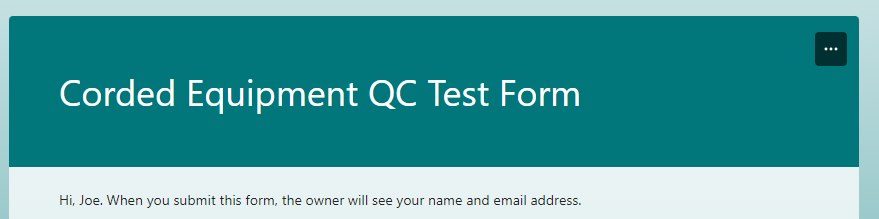 Corded Equipment QC Test Form
Hi, Joe. When you submit this form, the owner will see your name and email address.